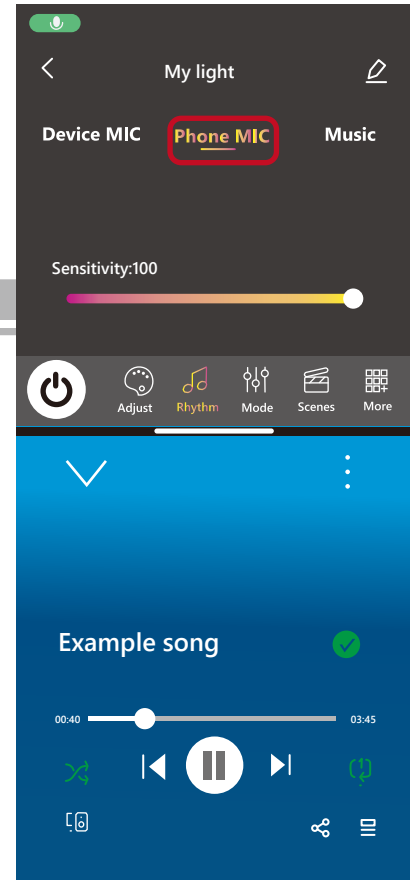 My light
Device MIC Phone MIC Music
Sensitivity:100
Adjust Rhythm Mode Scenes More
Example song
00:40 03:45